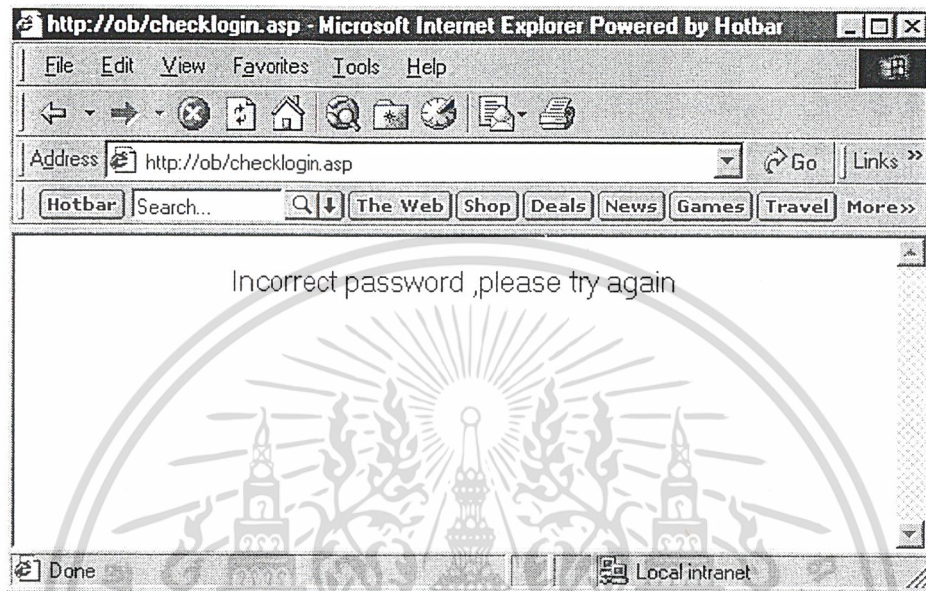 http://ob/checklogin.asp - Microsoft Internet Explorer Powered by Hotbar
File Edit View Favorites Tools Help
Address http://ob/checklogin.asp Go Links »
Hotbar Search... The Web Shop Deals News Games Travel More»
Incorrect password ,please try again
Done Local intranet